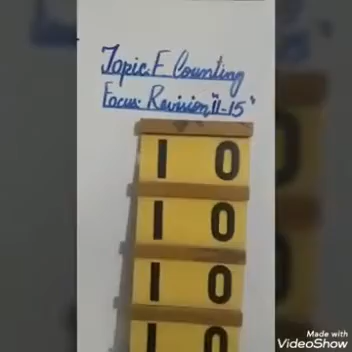 Topic: F Counting
Focus: Revision "11-15"
1 0
1 0
1 0
1 0
Made with
VideoShow